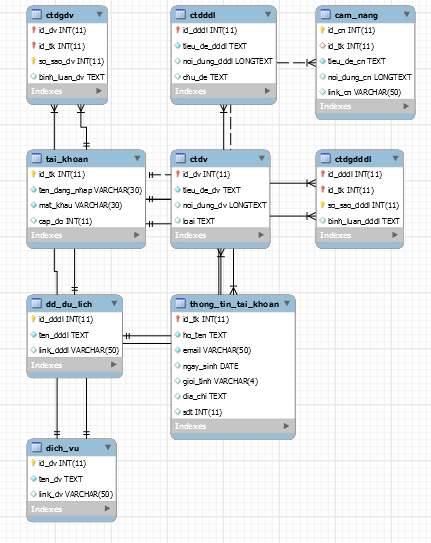 ctdgdv
id_dv INT(11)
id_tk INT(11)
so_sao_dv INT(11)
binh_luan_dv TEXT
Indexes
ctdddl
id_dddl INT(11)
tieu_de_dddl TEXT
noi_dung_dddl LONGTEXT
chu_de TEXT
Indexes
cam_nang
id_cn INT(11)
id_tk INT(11)
tieu_de_cn TEXT
noi_dung_cn LONGTEXT
link_cn VARCHAR(50)
Indexes
tai_khoan
id_tk INT(11)
ten_dang_nhap VARCHAR(30)
mat_khau VARCHAR(30)
cap_do INT(11)
Indexes
ctdv
id_dv INT(11)
tieu_de_dv TEXT
noi_dung_dv LONGTEXT
loai TEXT
Indexes
ctdgdddl
id_dddl INT(11)
id_tk INT(11)
so_sao_dddl INT(11)
binh_luan_dddl TEXT
Indexes
dd_du_lich
id_dddl INT(11)
ten_dddl TEXT
link_dddl VARCHAR(50)
Indexes
thong_tin_tai_khoan
id_tk INT(11)
ho_ten TEXT
email VARCHAR(50)
ngay_sinh DATE
gioi_tinh VARCHAR(4)
dia_chi TEXT
sdt INT(11)
Indexes
dich_vu
id_dv INT(11)
ten_dv TEXT
link_dv VARCHAR(50)
Indexes